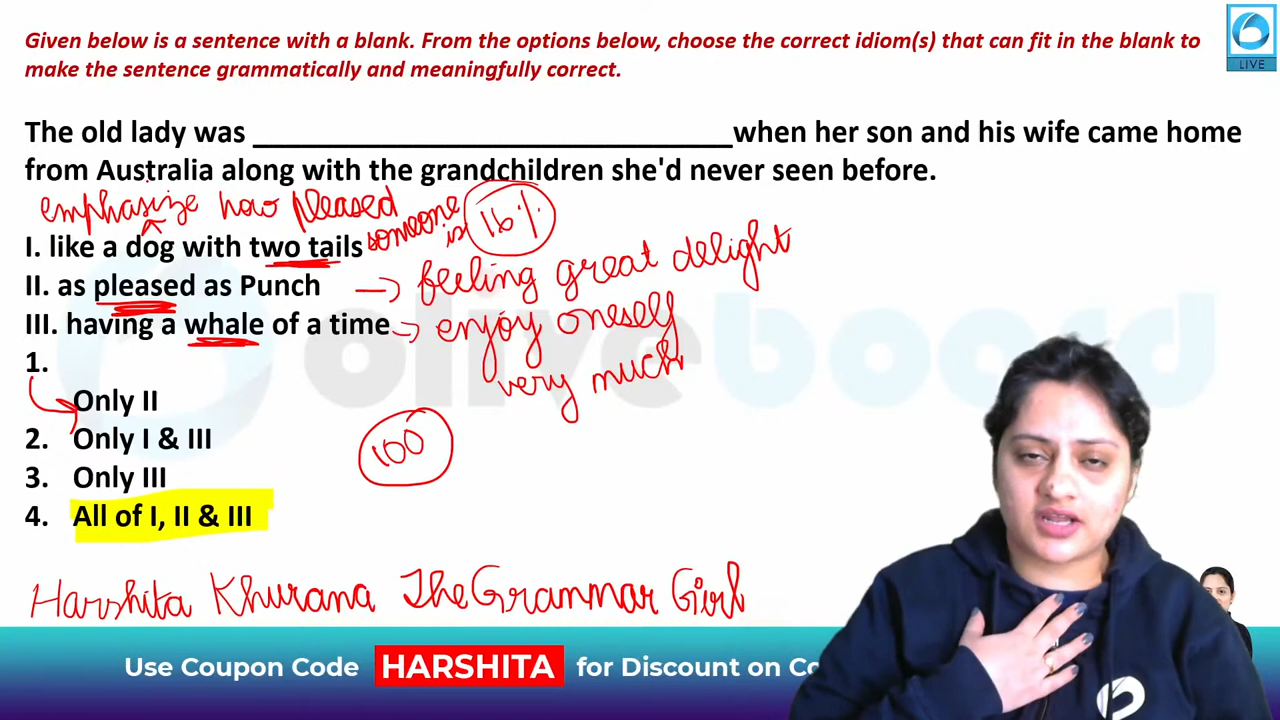 Given below is a sentence with a blank. From the options below, choose the correct idiom(s) that can fit in the blank to
make the sentence grammatically and meaningfully correct.
LIVE
The old lady was ______________________________when her son and his wife came home
from Australia along with the grandchildren she'd never seen before.
emphasize how pleased someone is 16%
I. like a dog with two tails
II. as pleased as Punch → feeling great delight
III. having a whale of a time → enjoy oneself
very much
1.
Only II
2. Only I & III
100
3. Only III
4. All of I, II & III
oliveboard
Harshita Khurana The Grammar Girl
Use Coupon Code HARSHITA for Discount on Co